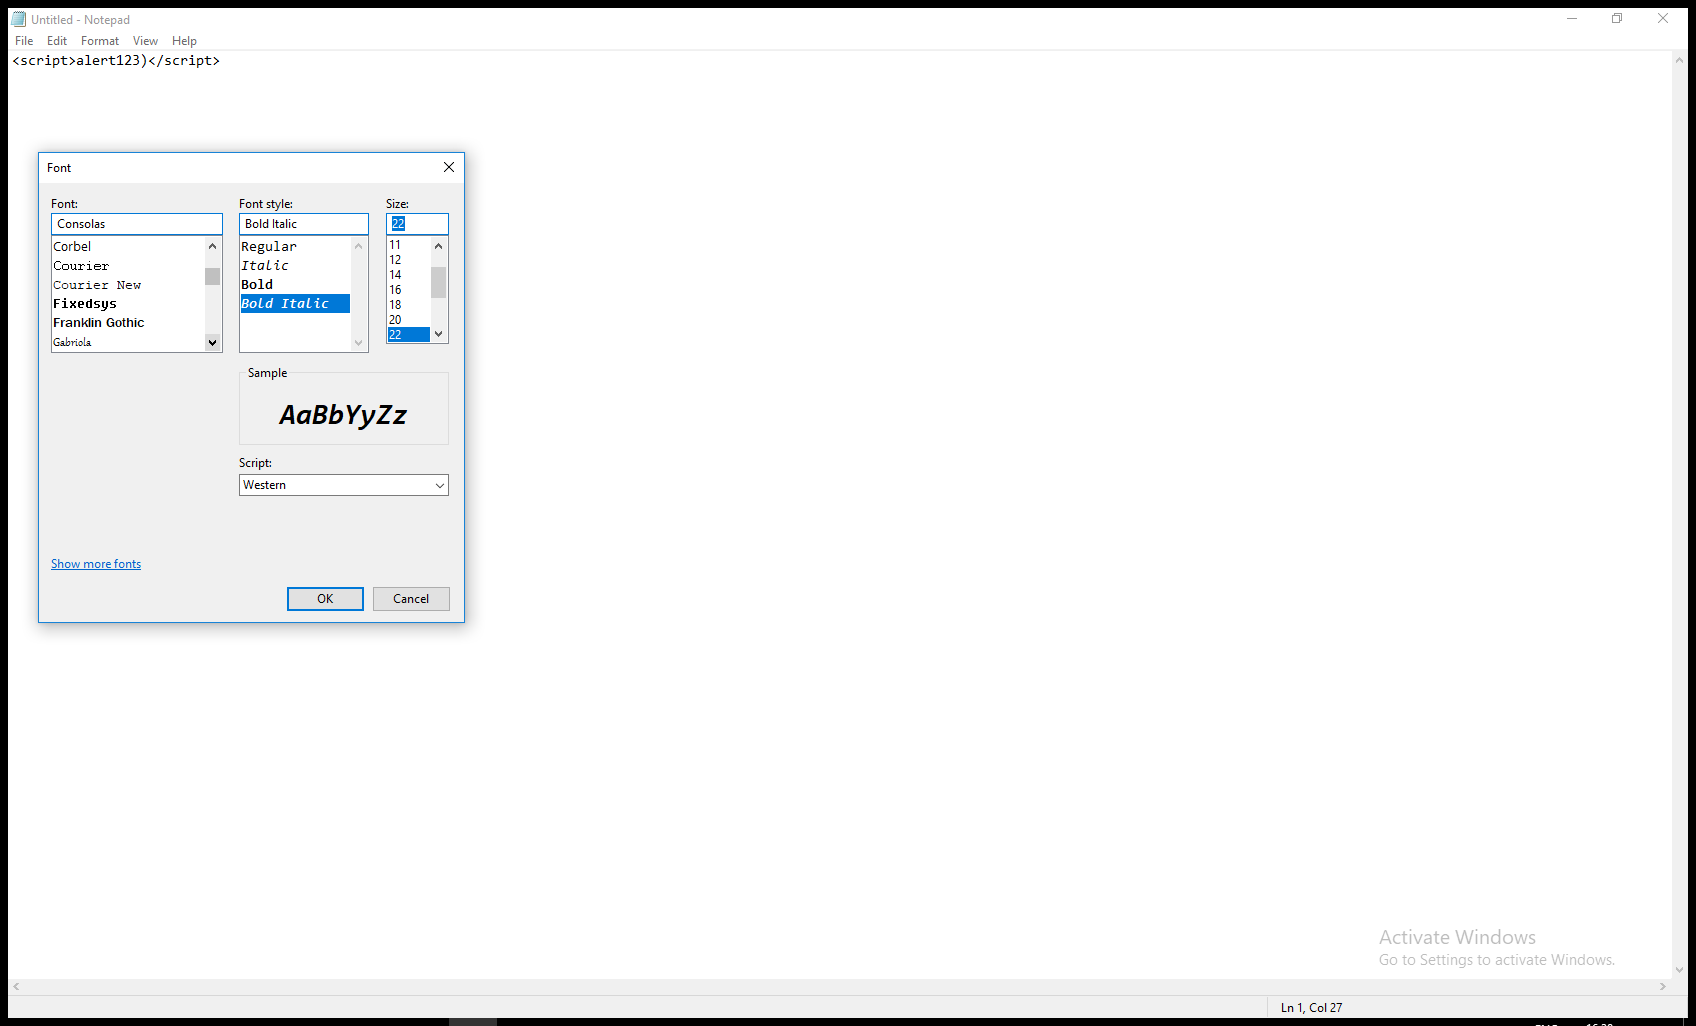 Untitled - Notepad
File Edit Format View Help
<script>alert123)</script>
Font
Font:
Consolas
Corbel
Courier
Courier New
Fixedsys
Franklin Gothic
Gabriola
Font style:
Bold Italic
Regular
Italic
Bold
Bold Italic
Size:
22
11
12
14
16
18
20
22
Sample
AaBbYyZz
Script:
Western
Show more fonts
OK Cancel
Activate Windows
Go to Settings to activate Windows.
Ln 1, Col 27